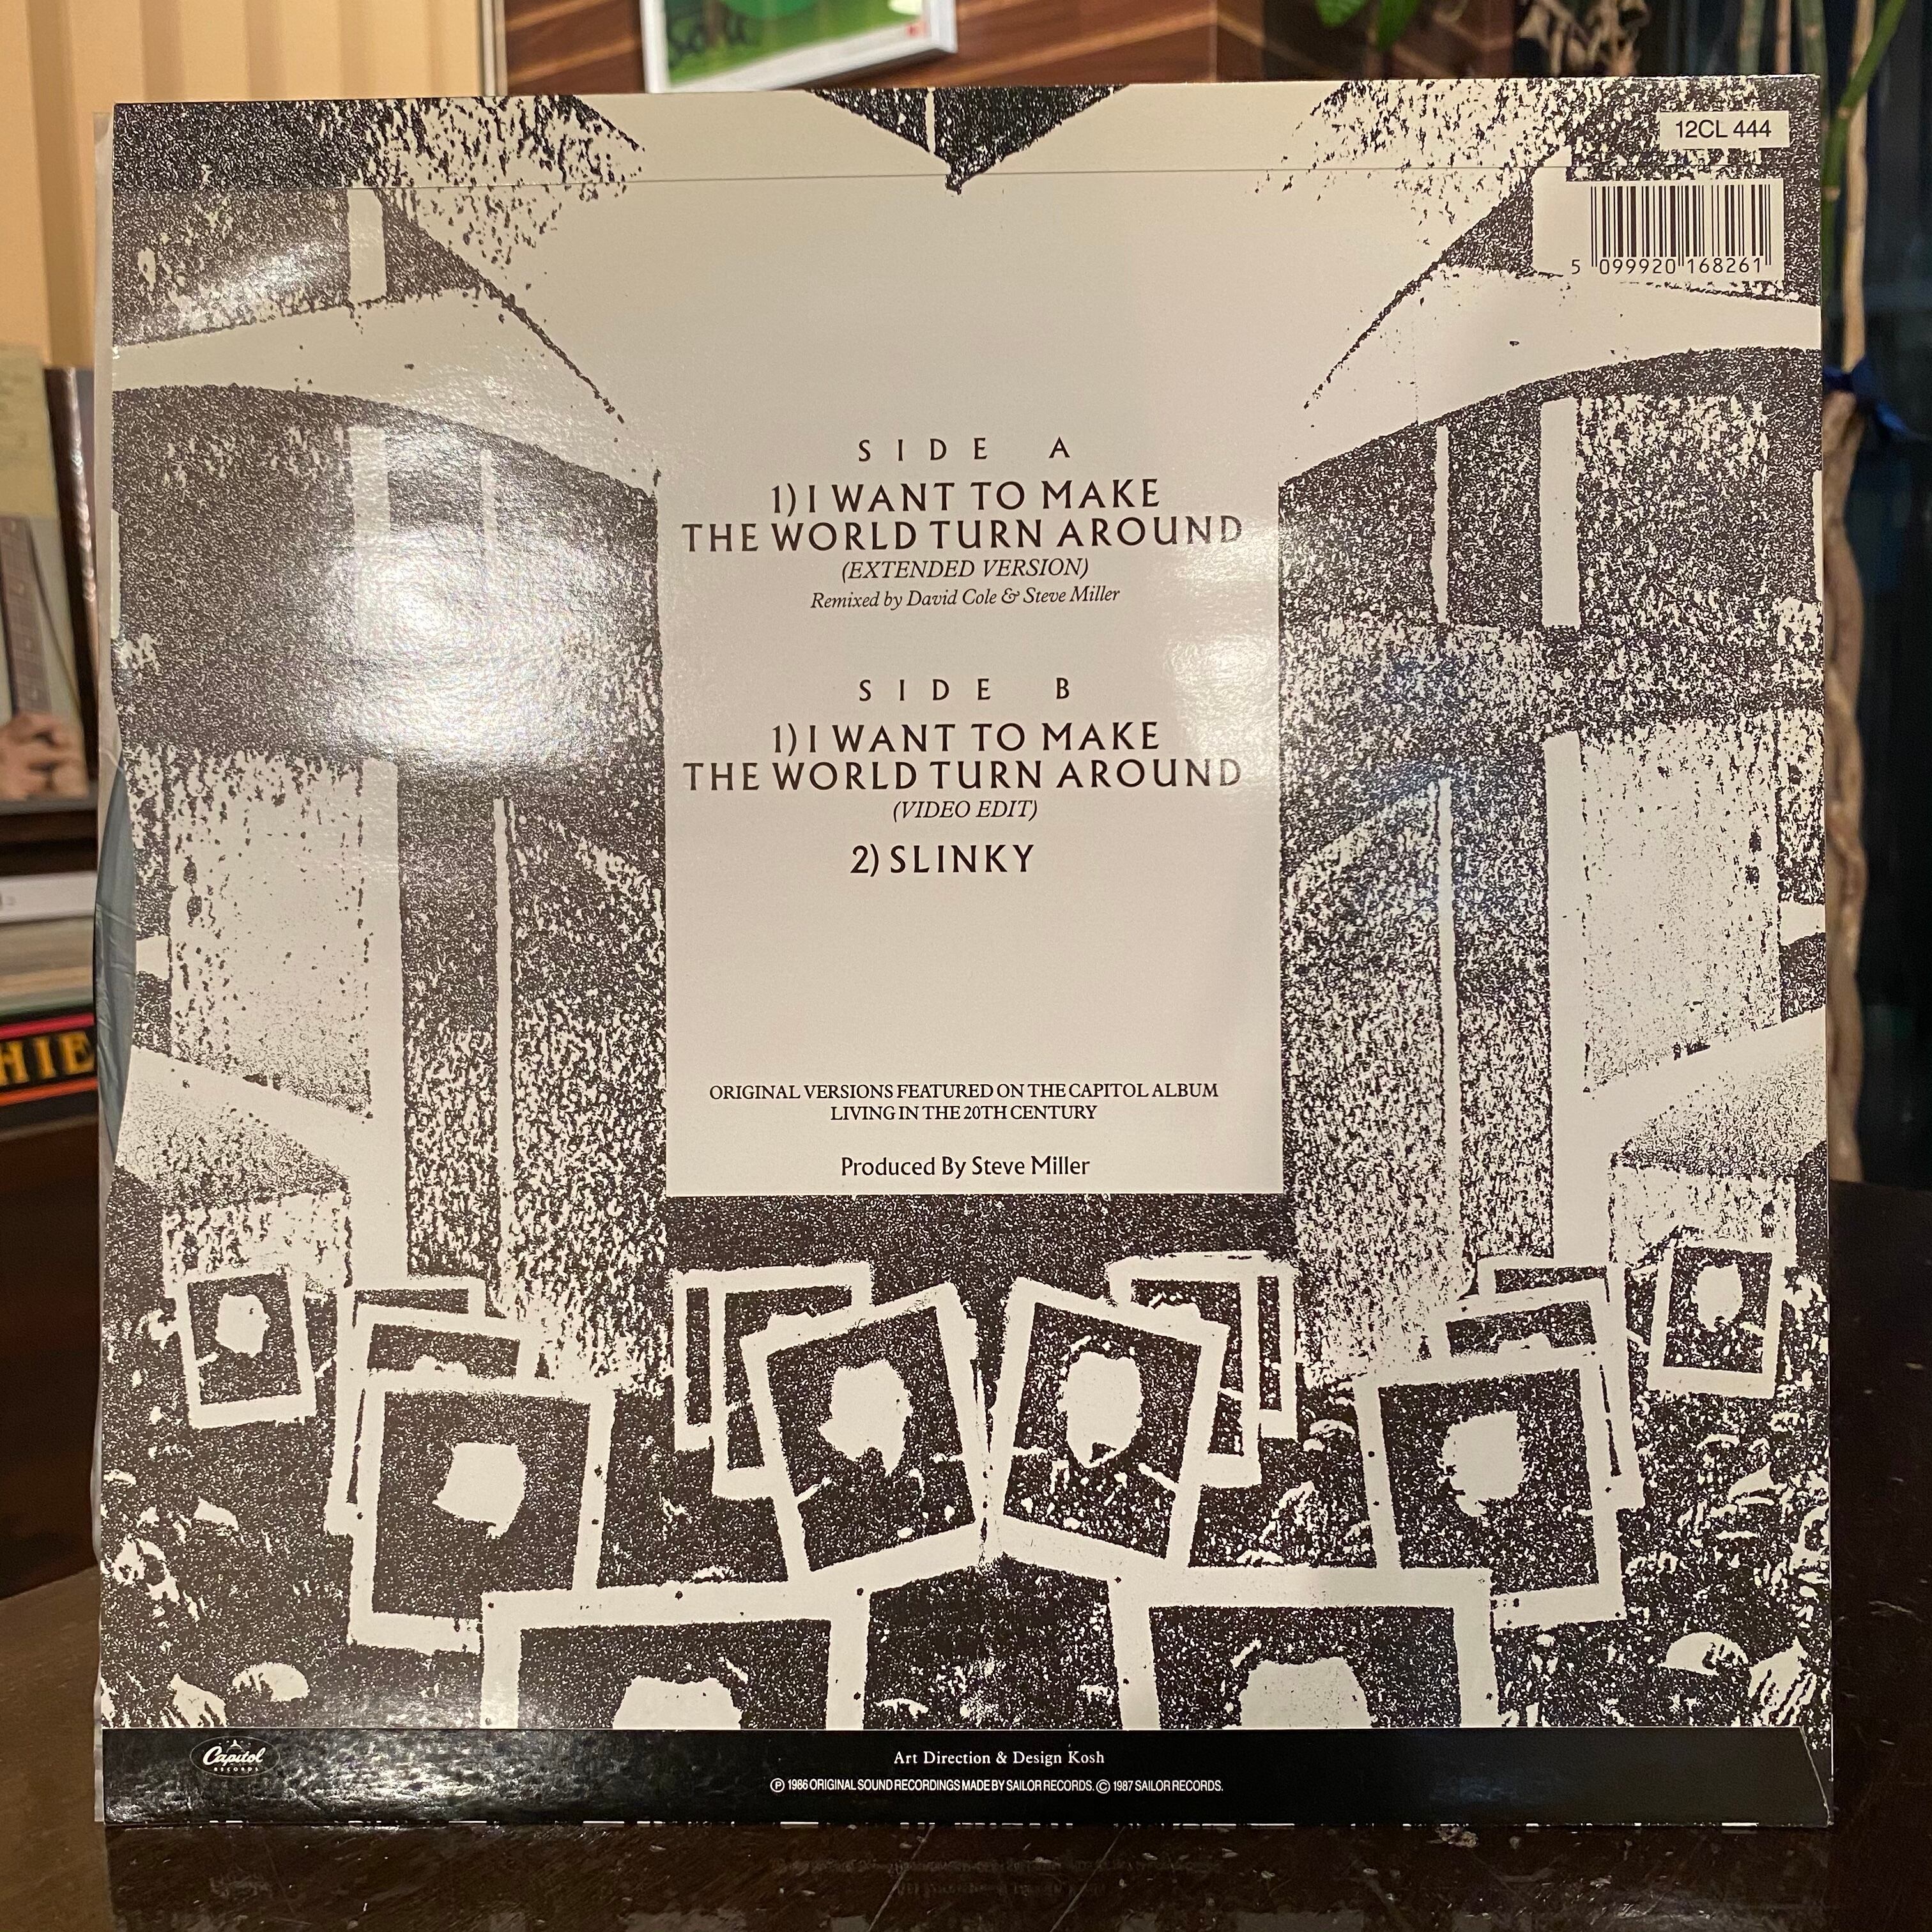 12CL 444
5 099920 168261
SIDE A
1) I WANT TO MAKE
THE WORLD TURN AROUND
(EXTENDED VERSION)
Remixed by David Cole & Steve Miller
SIDE B
1) I WANT TO MAKE
THE WORLD TURN AROUND
(VIDEO EDIT)
2) SLINKY
HIE
ORIGINAL VERSIONS FEATURED ON THE CAPITOL ALBUM
LIVING IN THE 20TH CENTURY
Produced By Steve Miller
Capitol
RECORDS
Art Direction & Design Kosh
Ⓟ 1986 ORIGINAL SOUND RECORDINGS MADE BY SAILOR RECORDS. © 1987 SAILOR RECORDS.